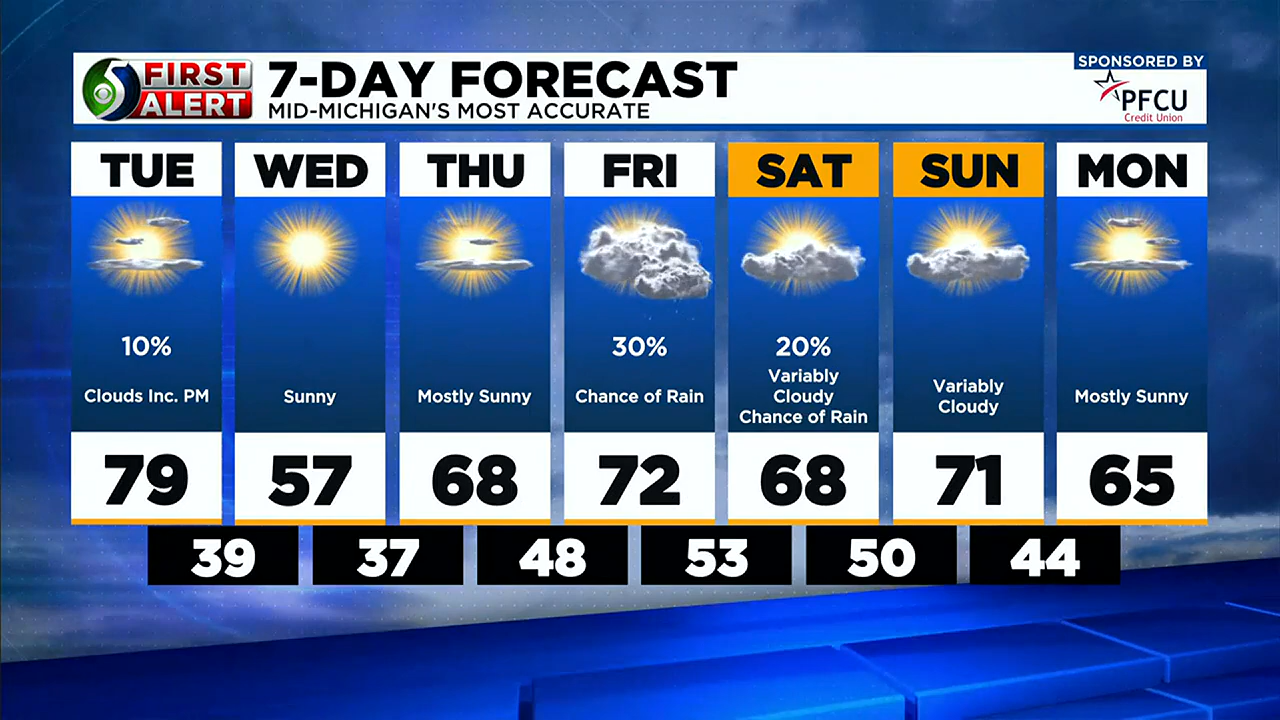 5 FIRST
ALERT
7-DAY FORECAST
MID-MICHIGAN'S MOST ACCURATE
SPONSORED BY
PFCU
Credit Union
TUE WED THU FRI SAT SUN MON
10% 30% 20%
Clouds Inc. PM
Sunny
Mostly Sunny
Chance of Rain
Variably
Cloudy
Chance of Rain
Variably
Cloudy
Mostly Sunny
79 57 68 72 68 71 65
39 37 48 53 50 44